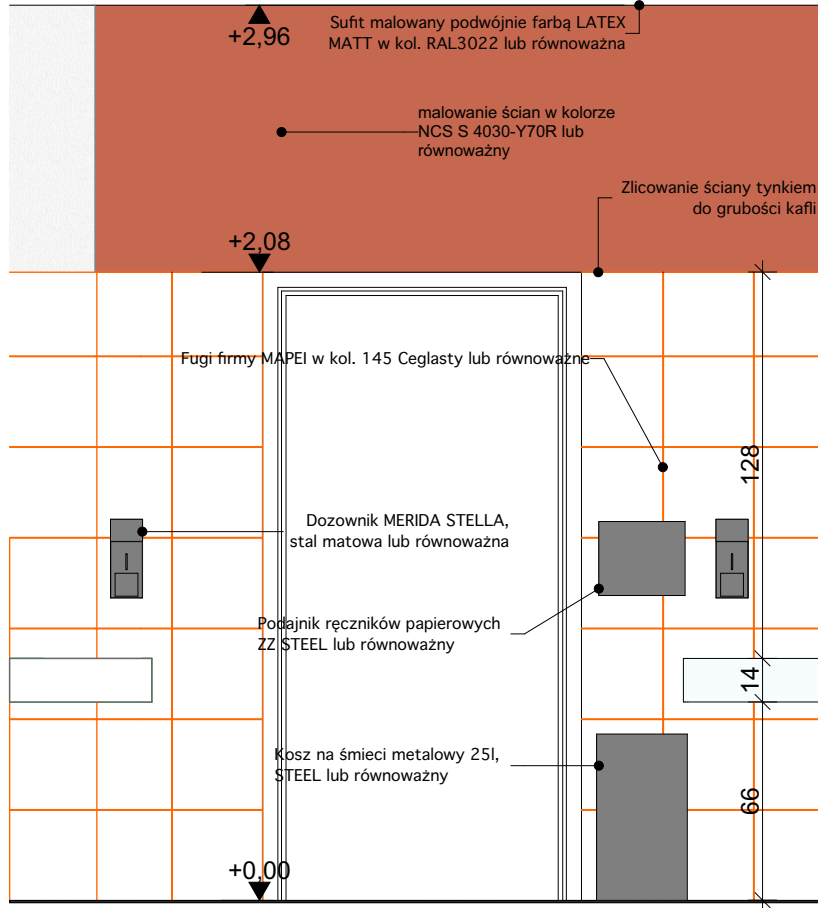 +2,96
Sufit malowany podwójnie farbą LATEX
MATT w kol. RAL3022 lub równoważna
malowanie ścian w kolorze
NCS S 4030-Y70R lub
równoważny
Zlicowanie ściany tynkiem
do grubości kafli
+2,08
Fugi firmy MAPEI w kol. 145 Ceglasty lub równoważne
128
Dozownik MERIDA STELLA,
stal matowa lub równoważna
Podajnik ręczników papierowych
ZZ STEEL lub równoważny
14
Kosz na śmieci metalowy 25l,
STEEL lub równoważny
66
+0,00